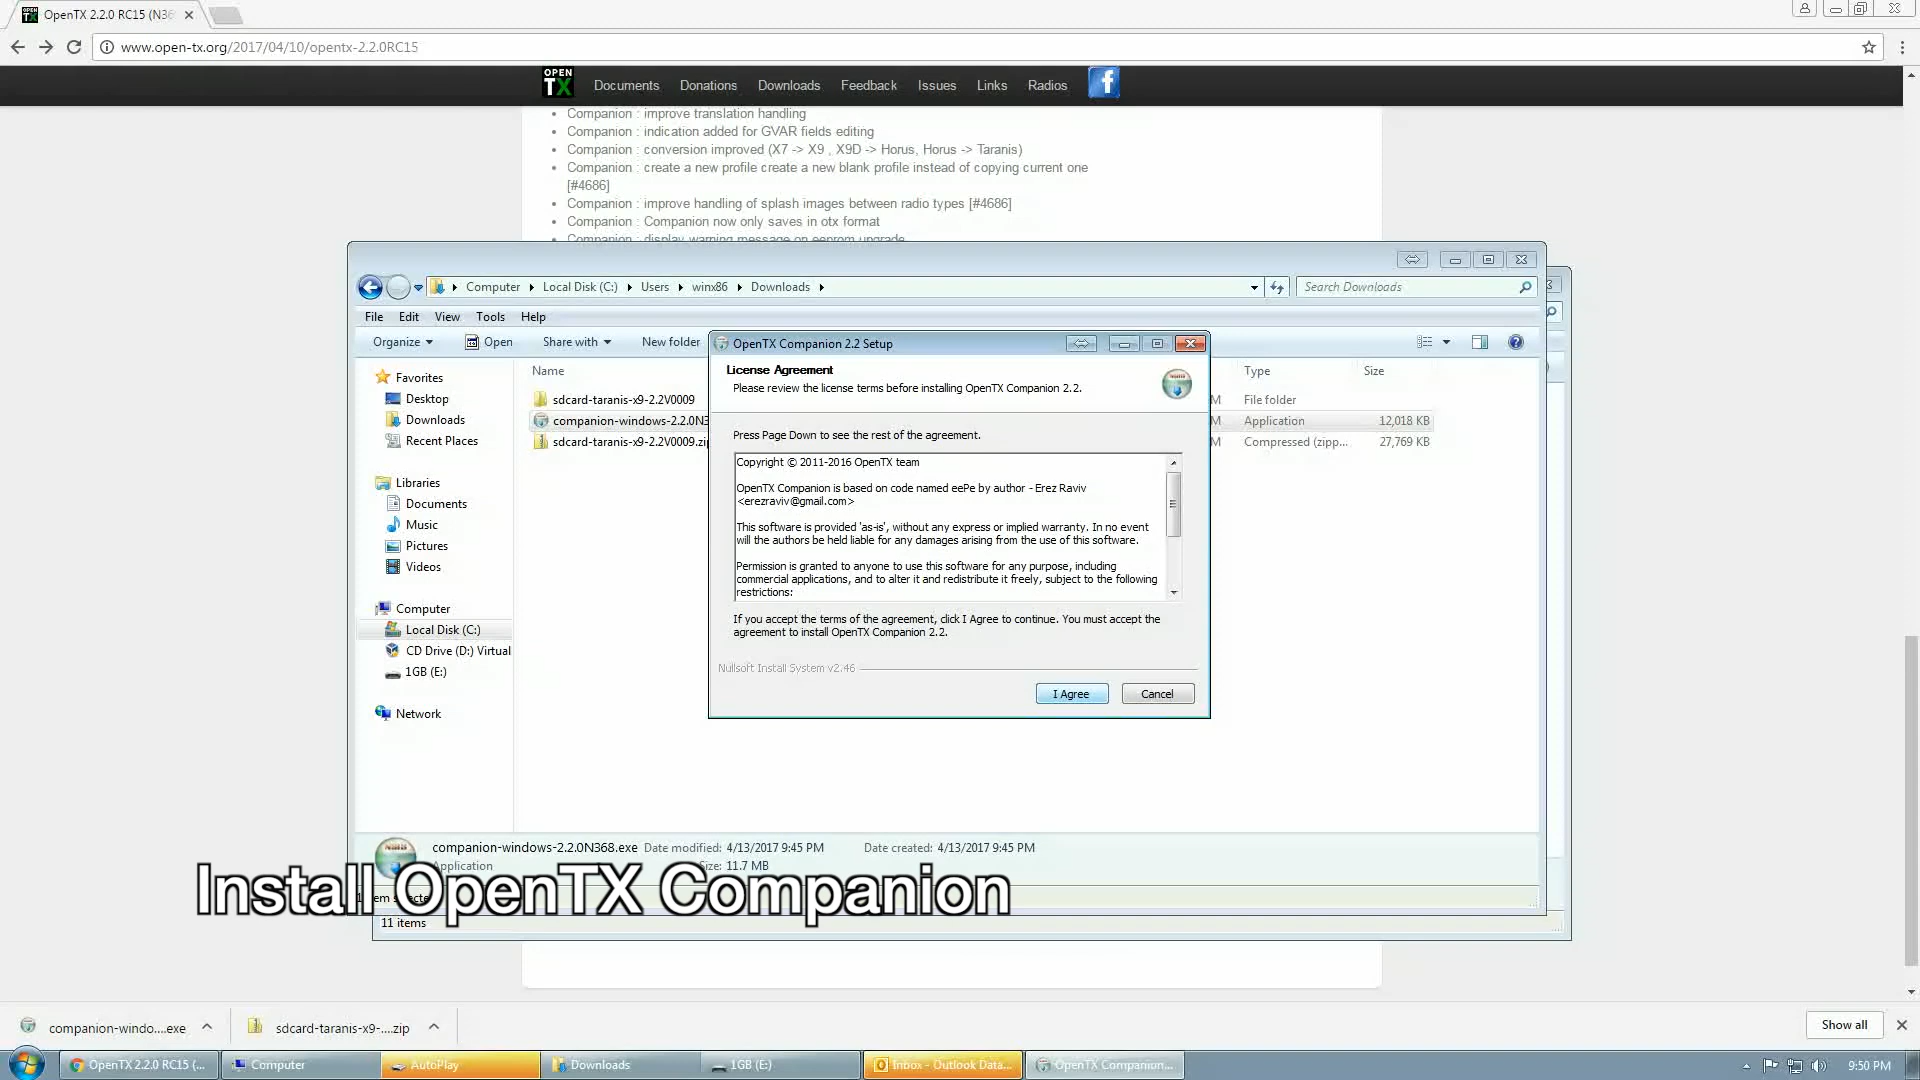 OpenTX 2.2.0 RC15 (N36
www.open-tx.org/2017/04/10/opentx-2.2.0RC15
OPEN TX Documents Donations Downloads Feedback Issues Links Radios f
Companion : improve translation handling
Companion : indication added for GVAR fields editing
Companion : conversion improved (X7 -> X9 , X9D -> Horus, Horus -> Taranis)
Companion : create a new profile create a new blank profile instead of copying current one
[#4686]
Companion : improve handling of splash images between radio types [#4686]
Companion : Companion now only saves in otx format
Companion : display warning message on eeprom upgrade
Computer Local Disk (C:) Users winx86 Downloads Search Downloads
File Edit View Tools Help
Organize Open Share with New folder
Favorites
Desktop
Downloads
Recent Places
Libraries
Documents
Music
Pictures
Videos
Computer
Local Disk (C:)
CD Drive (D:) Virtual
1GB (E:)
Network
Name Type Size
sdcard-taranis-x9-2.2V0009 M File folder
companion-windows-2.2.0N3 Application 12,018 KB
sdcard-taranis-x9-2.2V0009.zip M Compressed (zipp... 27,769 KB
OpenTX Companion 2.2 Setup
License Agreement
Please review the license terms before installing OpenTX Companion 2.2.
Press Page Down to see the rest of the agreement.
Copyright © 2011-2016 OpenTX team
OpenTX Companion is based on code named eePe by author - Erez Raviv
<erezraviv@gmail.com>
This software is provided 'as-is', without any express or implied warranty. In no event
will the authors be held liable for any damages arising from the use of this software.
Permission is granted to anyone to use this software for any purpose, including
commercial applications, and to alter it and redistribute it freely, subject to the following
restrictions:
If you accept the terms of the agreement, click I Agree to continue. You must accept the
agreement to install OpenTX Companion 2.2.
Nullsoft Install System v2.46
I Agree Cancel
companion-windows-2.2.0N368.exe Date modified: 4/13/2017 9:45 PM Date created: 4/13/2017 9:45 PM
Application Size: 11.7 MB
Install OpenTX Companion
11 items
companion-windo....exe sdcard-taranis-x9-....zip Show all
OpenTX 2.2.0 RC15 (... Computer AutoPlay Downloads 1GB (E:) Inbox - Outlook Data... OpenTX Companion... 9:50 PM